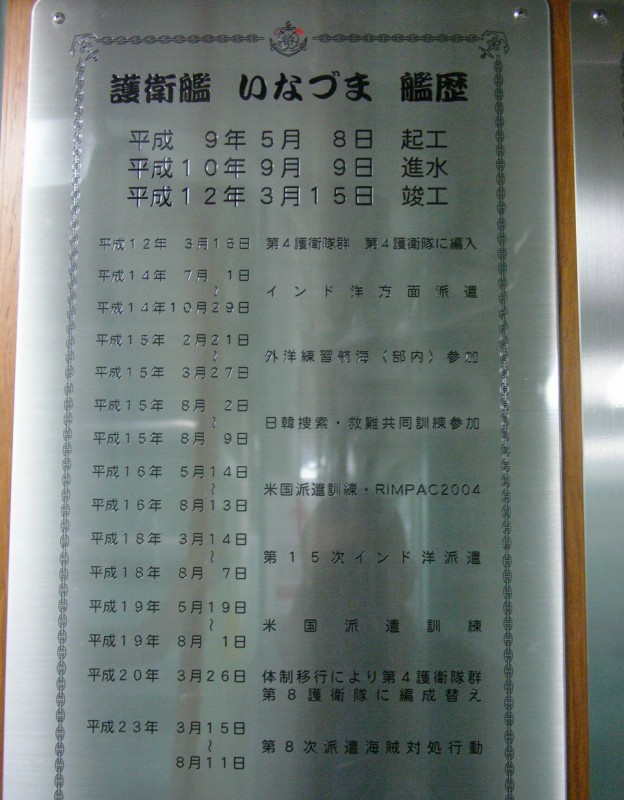 護衛艦 いなづま 艦歴
平成 9年 5月 8日 起工
平成10年 9月 9日 進水
平成12年 3月15日 竣工
平成12年 3月16日 第4護衛隊群 第4護衛隊に編入
平成14年 7月 1日
~ インド洋方面派遣
平成14年10月29日
平成15年 2月21日
~ 外洋練習航海(部内)参加
平成15年 3月27日
平成15年 8月 2日
~ 日韓捜索・救難共同訓練参加
平成15年 8月 9日
平成16年 5月14日
~ 米国派遣訓練・RIMPAC2004
平成16年 8月13日
平成18年 3月14日
~ 第15次インド洋派遣
平成18年 8月 7日
平成19年 5月19日
~ 米国派遣訓練
平成19年 8月 1日
平成20年 3月26日 体制移行により第4護衛隊群
第8護衛隊に編成替え
平成23年 3月15日
~ 第8次派遣海賊対処行動
8月11日